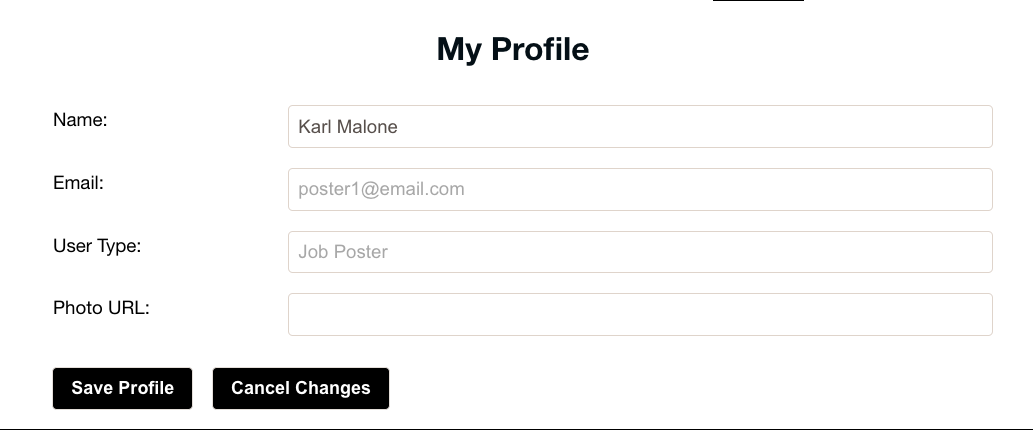 My Profile
Name: Karl Malone
Email: poster1@email.com
User Type: Job Poster
Photo URL:
Save Profile Cancel Changes